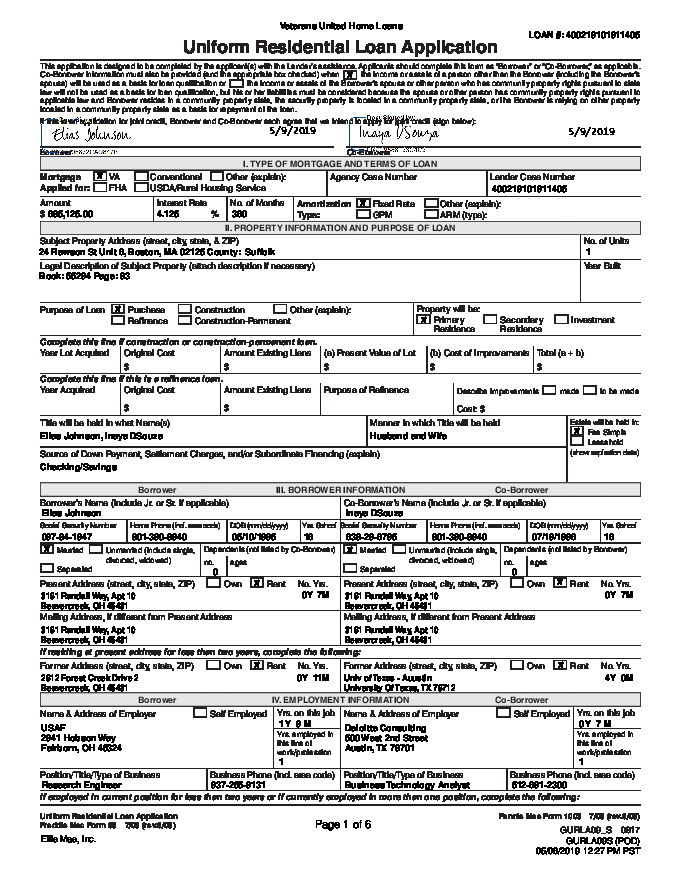 Veterans United Home Loans
LOAN #: 400219101911405
Uniform Residential Loan Application
This application is designed to be completed by the applicant(s) with the Lender's assistance. Applicants should complete this form as "Borrower" or "Co-Borrower," as applicable.
Co-Borrower information must also be provided (and the appropriate box checked) when X the income or assets of a person other than the Borrower (including the Borrower's
spouse) will be used as a basis for loan qualification or the income or assets of the Borrower's spouse or other person who has community property rights pursuant to state
law will not be used as a basis for loan qualification, but his or her liabilities must be considered because the spouse or other person has community property rights pursuant to
applicable law and Borrower resides in a community property state, the security property is located in a community property state, or the Borrower is relying on other property
located in a community property state as a basis for repayment of the loan.
If this is an application for joint credit, Borrower and Co-Borrower each agree that we intend to apply for joint credit (sign below):
Elias Johnson 5/9/2019 Inaya DSouza 5/9/2019
Borrower Co-Borrower
I. TYPE OF MORTGAGE AND TERMS OF LOAN
Mortgage X VA Conventional Other (explain): Agency Case Number Lender Case Number
Applied for: FHA USDA/Rural Housing Service 400219101911405
Amount Interest Rate No. of Months Amortization X Fixed Rate Other (explain):
$ 695,125.00 4.125 % 360 Type: GPM ARM (type):
II. PROPERTY INFORMATION AND PURPOSE OF LOAN
Subject Property Address (street, city, state, & ZIP) No. of Units
24 Rawson St Unit 8, Boston, MA 02125 County: Suffolk 1
Legal Description of Subject Property (attach description if necessary) Year Built
Book: 55294 Page: 83
Purpose of Loan X Purchase Construction Other (explain): Property will be:
Refinance Construction-Permanent X Primary Residence Secondary Residence Investment
Complete this line if construction or construction-permanent loan.
Year Lot Acquired Original Cost Amount Existing Liens (a) Present Value of Lot (b) Cost of Improvements Total (a + b)
$ $ $ $ $
Complete this line if this is a refinance loan.
Year Acquired Original Cost Amount Existing Liens Purpose of Refinance Describe Improvements made to be made
$ $ Cost: $
Title will be held in what Name(s) Manner in which Title will be held Estate will be held in:
Elias Johnson, Inaya DSouza Husband and Wife X Fee Simple
Leasehold
(show expiration date)
Source of Down Payment, Settlement Charges, and/or Subordinate Financing (explain)
Checking/Savings
Borrower III. BORROWER INFORMATION Co-Borrower
Borrower's Name (include Jr. or Sr. if applicable) Co-Borrower's Name (include Jr. or Sr. if applicable)
Elias Johnson Inaya DSouza
Social Security Number Home Phone (incl. area code) DOB (mm/dd/yyyy) Yrs. School Social Security Number Home Phone (incl. area code) DOB (mm/dd/yyyy) Yrs. School
05/10/1995 16 07/19/1996 16
X Married Unmarried (include single, divorced, widowed) Dependents (not listed by Co-Borrower) X Married Unmarried (include single, divorced, widowed) Dependents (not listed by Borrower)
Separated no. 0 ages Separated no. 0 ages
Present Address (street, city, state, ZIP) Own X Rent No. Yrs. Present Address (street, city, state, ZIP) Own X Rent No. Yrs.
3161 Randall Way, Apt 10 0Y 7M 3161 Randall Way, Apt 10 0Y 7M
Beavercreek, OH 45431 Beavercreek, OH 45431
Mailing Address, if different from Present Address Mailing Address, if different from Present Address
3161 Randall Way, Apt 10 3161 Randall Way, Apt 10
Beavercreek, OH 45431 Beavercreek, OH 45431
If residing at present address for less than two years, complete the following:
Former Address (street, city, state, ZIP) Own X Rent No. Yrs. Former Address (street, city, state, ZIP) Own X Rent No. Yrs.
2612 Forest Creek Drive 2 0Y 11M Univ of Texas - Austin 4Y 0M
Beavercreek, OH 45431 University Of Texas, TX 78712
Borrower IV. EMPLOYMENT INFORMATION Co-Borrower
Name & Address of Employer Self Employed Yrs. on this job Name & Address of Employer Self Employed Yrs. on this job
USAF 1Y 9 M Deloitte Consulting 0Y 7 M
2941 Hobson Way 500 West 2nd Street
Fairborn, OH 45324 Austin, TX 78701
Yrs. employed in this line of work/profession Yrs. employed in this line of work/profession
1 1
Position/Title/Type of Business Business Phone (incl. area code) Position/Title/Type of Business Business Phone (incl. area code)
Research Engineer 937-255-9131 Business Technology Analyst 512-691-2300
If employed in current position for less than two years or if currently employed in more than one position, complete the following:
Uniform Residential Loan Application
Freddie Mac Form 65 7/05 (rev.6/09) Page 1 of 6 Fannie Mae Form 1003 7/05 (rev.6/09)
Ellie Mae, Inc. GURLA09_S 0917
GURLA09S (POD)
05/08/2019 12:27 PM PST